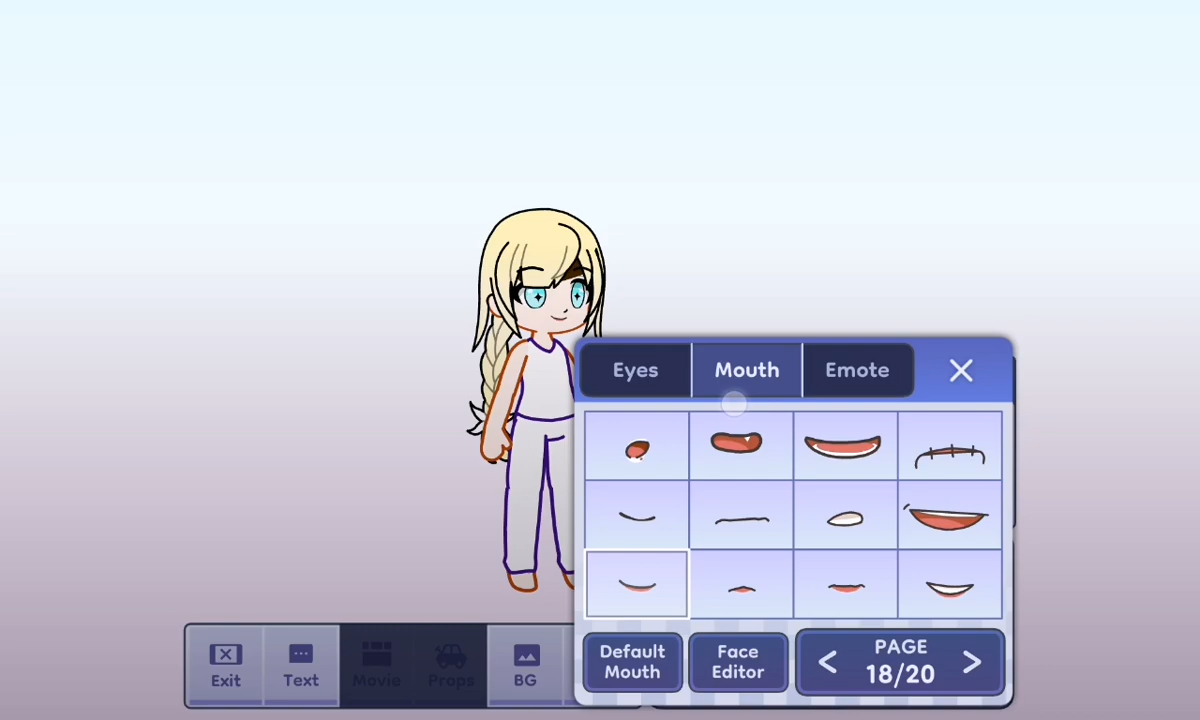 Eyes
Mouth
Emote
Default
Mouth
Face
Editor
PAGE
18/20
Exit
Text
Movie
Props
BG